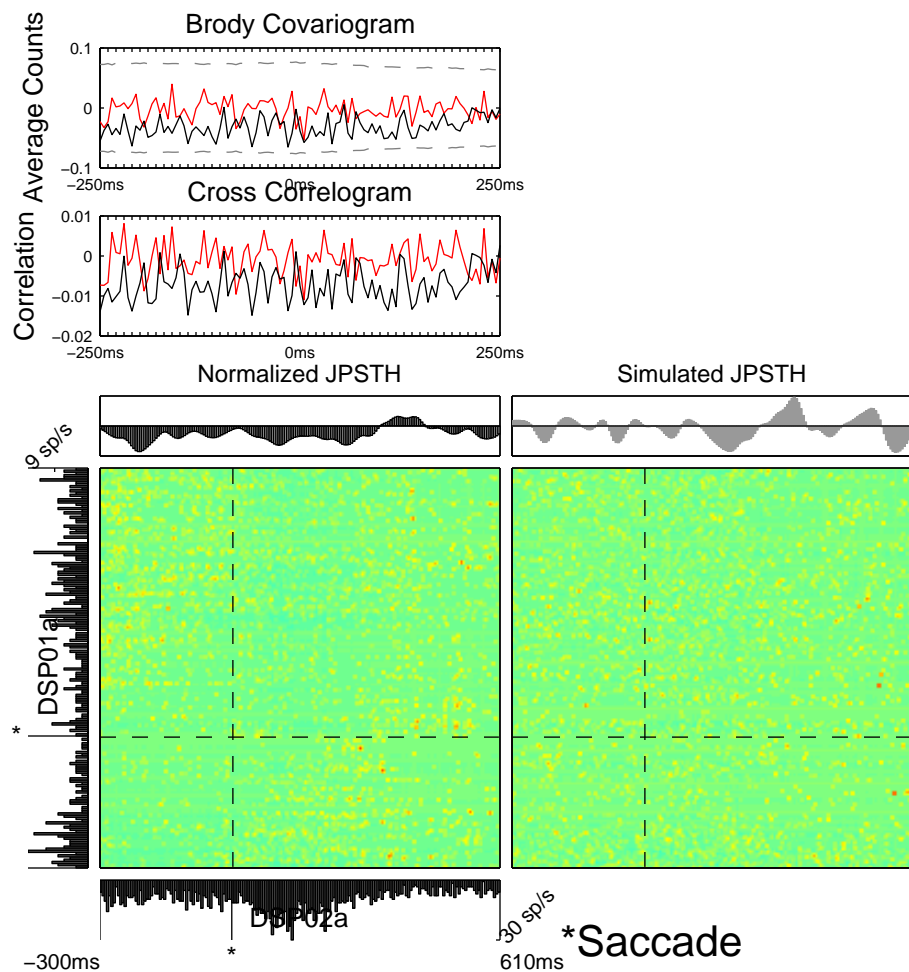 Brody Covariogram
Average Counts
0.1
0
−0.1
−250ms
0ms
250ms
Cross Correlogram
Correlation
0.01
0
−0.01
−0.02
−250ms
0ms
250ms
Normalized JPSTH
Simulated JPSTH
9 sp/s
DSP01a
*
DSP02a
30 sp/s
*
*Saccade
−300ms
610ms